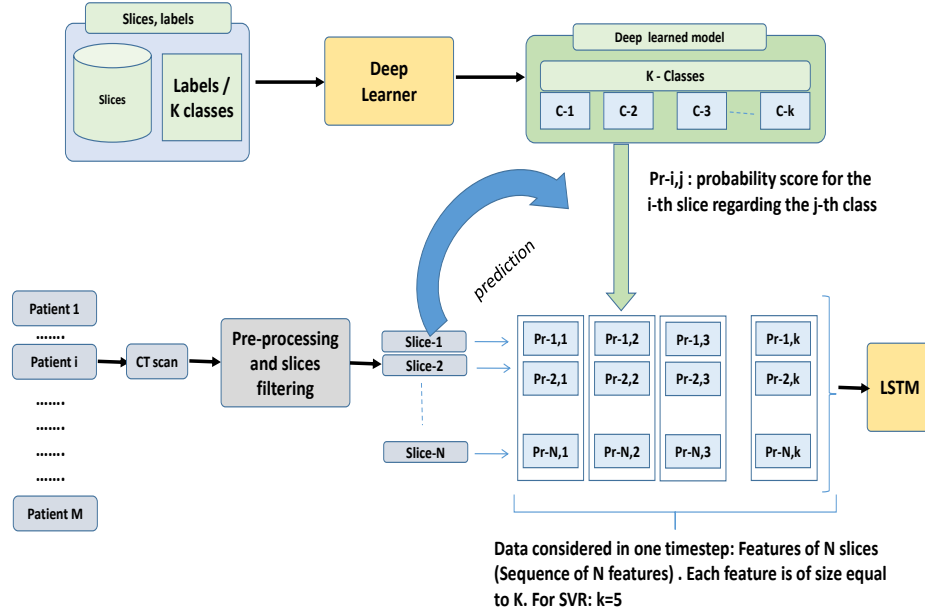 Slices, labels
Slices
Labels /
K classes
Deep
Learner
Deep learned model
K - Classes
C-1 C-2 C-3 C-k
Pr-i,j : probability score for the
i-th slice regarding the j-th class
prediction
Patient 1
......
Patient i
.......
.......
.......
.......
Patient M
CT scan
Pre-processing
and slices
filtering
Slice-1
Slice-2
Slice-N
Pr-1,1 Pr-1,2 Pr-1,3 Pr-1,k
Pr-2,1 Pr-2,2 Pr-2,3 Pr-2,k
Pr-N,1 Pr-N,2 Pr-N,3 Pr-N,k
LSTM
Data considered in one timestep: Features of N slices
(Sequence of N features) . Each feature is of size equal
to K. For SVR: k=5